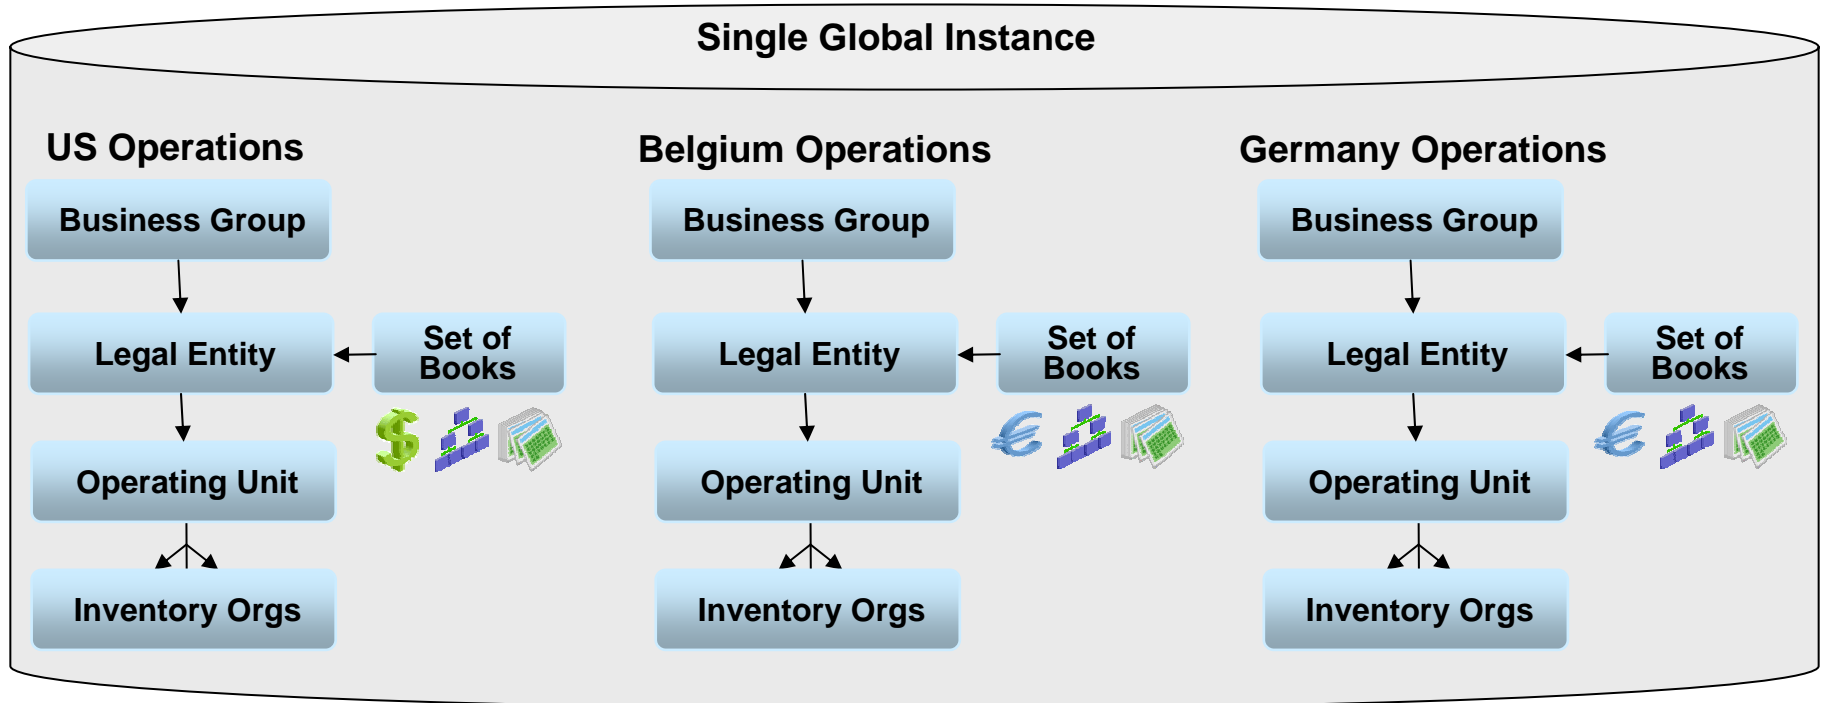 Single Global Instance
US Operations
Business Group
Legal Entity
Set of
Books
Operating Unit
Inventory Orgs
Belgium Operations
Business Group
Legal Entity
Set of
Books
Operating Unit
Inventory Orgs
Germany Operations
Business Group
Legal Entity
Set of
Books
Operating Unit
Inventory Orgs